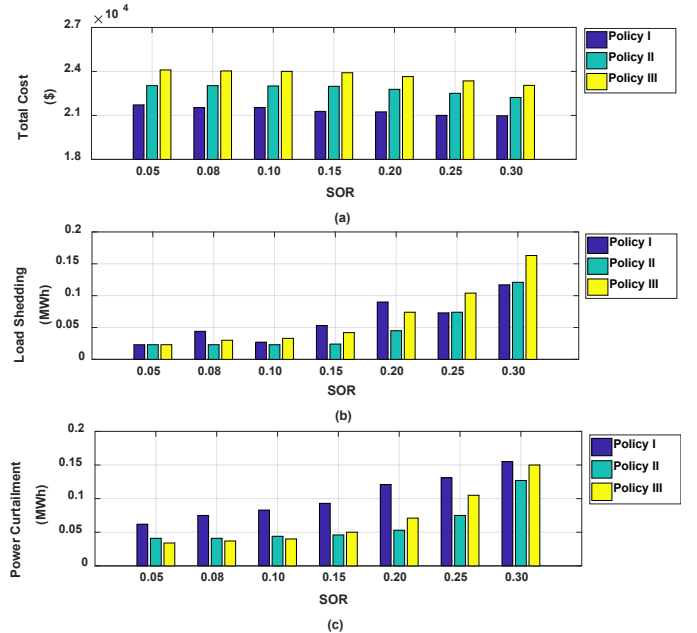 × 10 4
2.7
2.4
2.1
1.8
Total Cost
($)
0.05 0.08 0.10 0.15 0.20 0.25 0.30
SOR
(a)
Policy I
Policy II
Policy III
0.2
0.15
0.1
0.05
0
Load Shedding
(MWh)
0.05 0.08 0.10 0.15 0.20 0.25 0.30
SOR
(b)
Policy I
Policy II
Policy III
0.2
0.15
0.1
0.05
0
Power Curtailment
(MWh)
0.05 0.08 0.10 0.15 0.20 0.25 0.30
SOR
(c)
Policy I
Policy II
Policy III